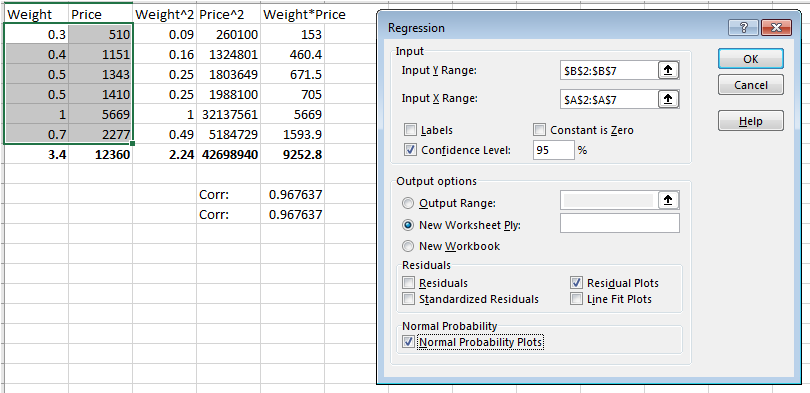 Weight Price Weight^2 Price^2 Weight*Price
0.3 510 0.09 260100 153
0.4 1151 0.16 1324801 460.4
0.5 1343 0.25 1803649 671.5
0.5 1410 0.25 1988100 705
1 5669 1 32137561 5669
0.7 2277 0.49 5184729 1593.9
3.4 12360 2.24 42698940 9252.8
Corr: 0.967637
Corr: 0.967637
Regression
?
Input
OK
Input Y Range: $B$2:$B$7
Cancel
Input X Range: $A$2:$A$7
Help
Labels Constant is Zero
Confidence Level: 95 %
Output options
Output Range:
New Worksheet Ply:
New Workbook
Residuals
Residuals Residual Plots
Standardized Residuals Line Fit Plots
Normal Probability
Normal Probability Plots